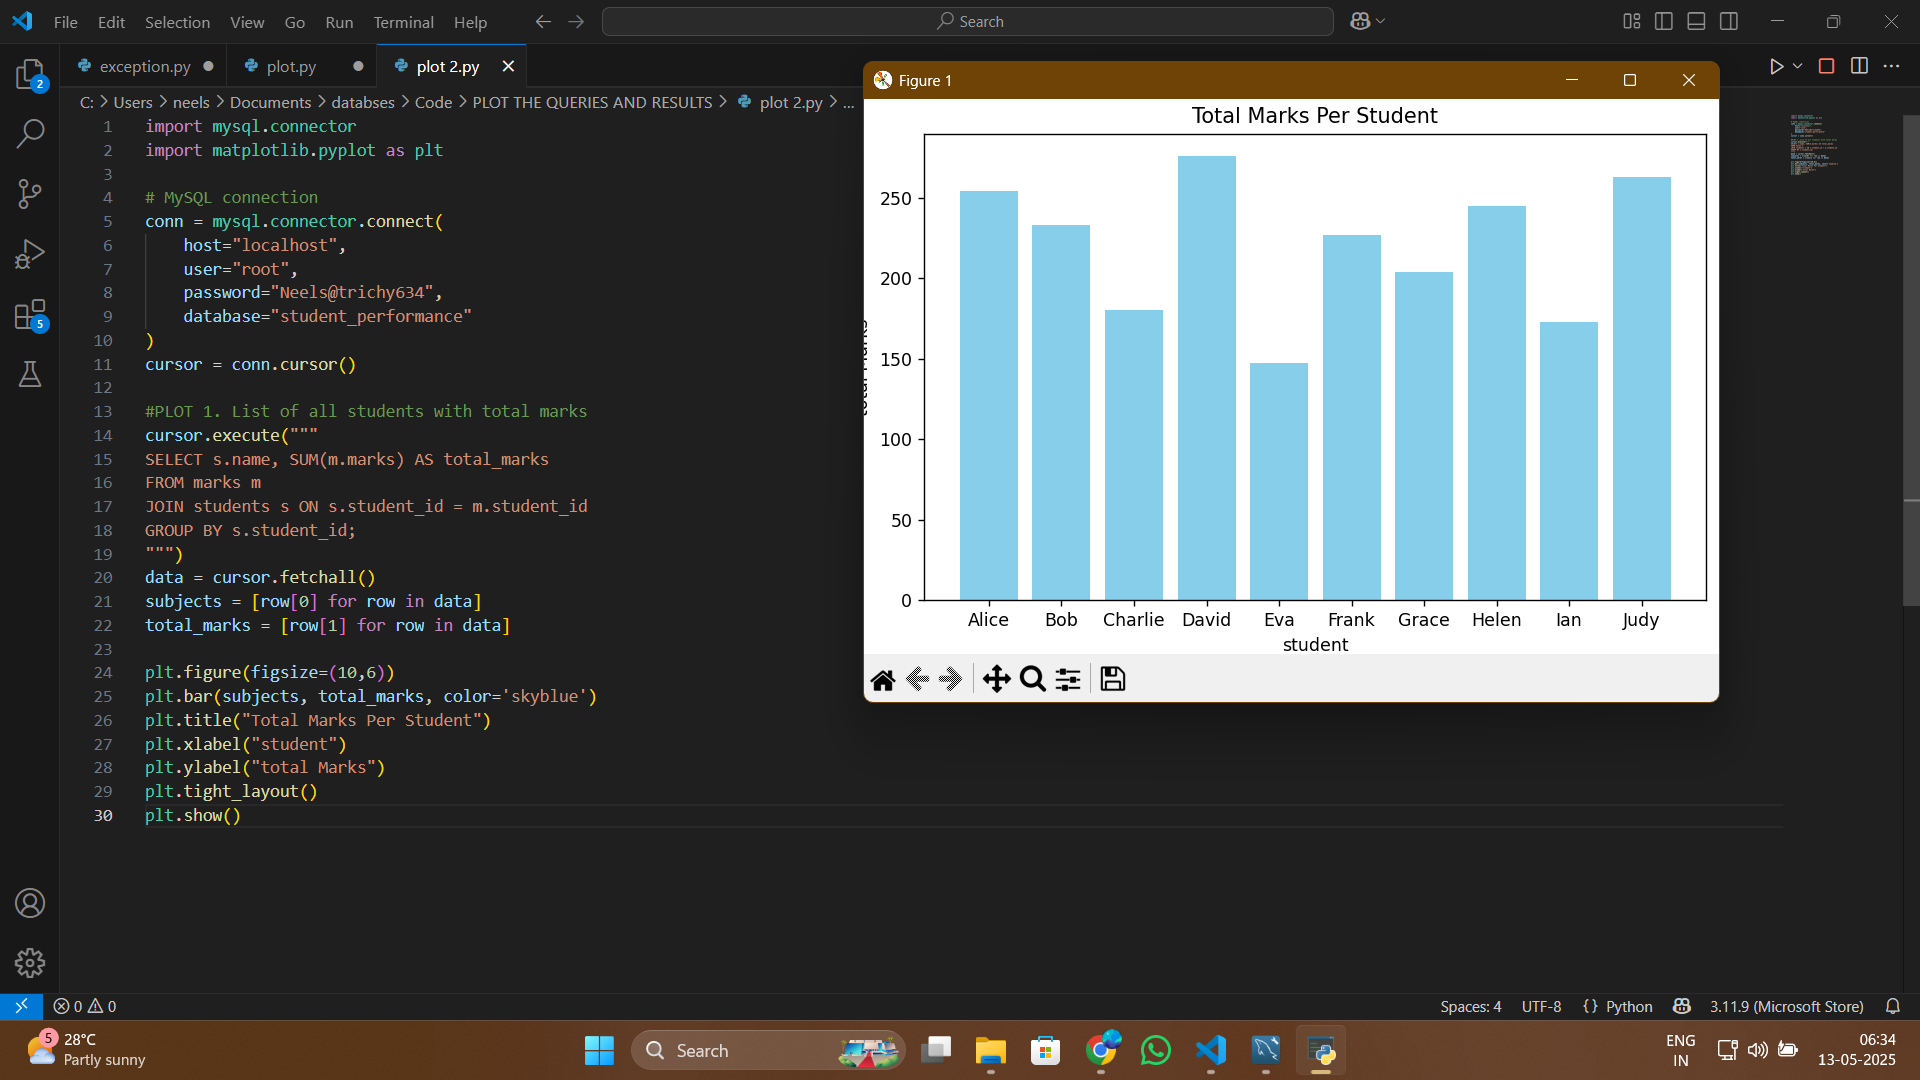 File Edit Selection View Go Run Terminal Help
Search
2
exception.py
plot.py
plot 2.py
C: > Users > neels > Documents > databses > Code > PLOT THE QUERIES AND RESULTS > plot 2.py > ...
1 import mysql.connector
2 import matplotlib.pyplot as plt
3
4 # MySQL connection
5 conn = mysql.connector.connect(
6 host="localhost",
7 user="root",
8 password="Neels@trichy634",
9 database="student_performance"
10 )
11 cursor = conn.cursor()
12
13 #PLOT 1. List of all students with total marks
14 cursor.execute("""
15 SELECT s.name, SUM(m.marks) AS total_marks
16 FROM marks m
17 JOIN students s ON s.student_id = m.student_id
18 GROUP BY s.student_id;
19 """)
20 data = cursor.fetchall()
21 subjects = [row[0] for row in data]
22 total_marks = [row[1] for row in data]
23
24 plt.figure(figsize=(10,6))
25 plt.bar(subjects, total_marks, color='skyblue')
26 plt.title("Total Marks Per Student")
27 plt.xlabel("student")
28 plt.ylabel("total Marks")
29 plt.tight_layout()
30 plt.show()
5
Figure 1
Total Marks Per Student
250
200
150
100
50
0
Alice Bob Charlie David Eva Frank Grace Helen Ian Judy
student
0 0
Spaces: 4 UTF-8 {} Python 3.11.9 (Microsoft Store)
5
28°C
Partly sunny
Search
ENG
IN
06:34
13-05-2025